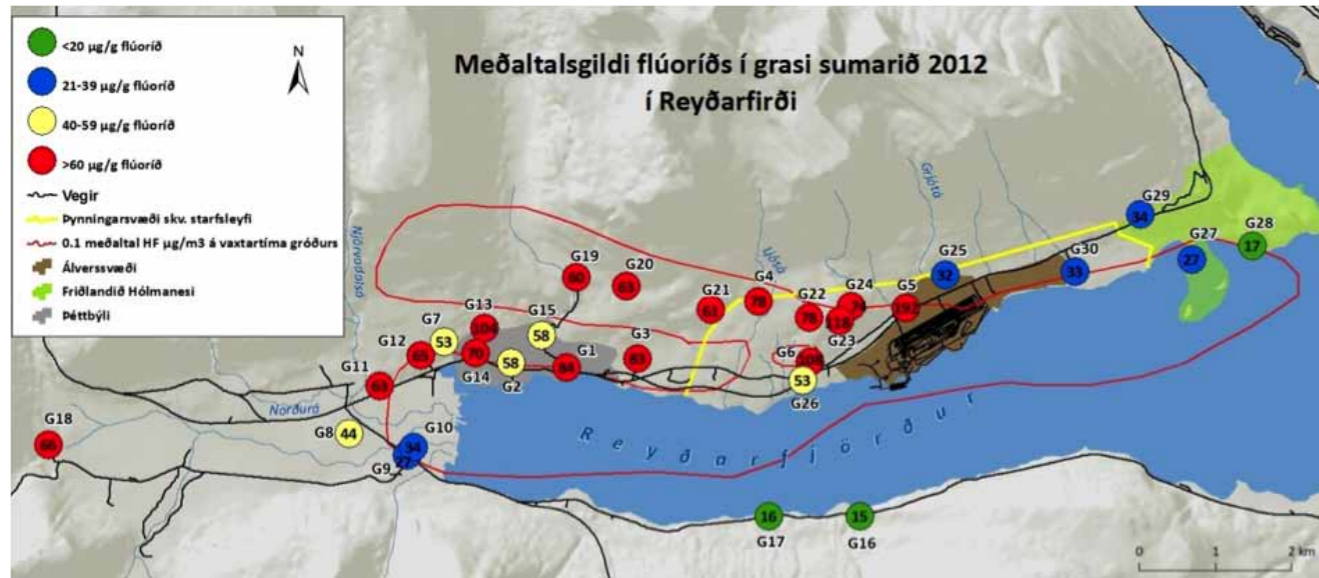 <20 µg/g flúoríð
21-39 µg/g flúoríð
40-59 µg/g flúoríð
>60 µg/g flúoríð
Vegir
Þynningarsvæði skv. starfsleyfi
0.1 meðaltal HF µg/m3 á vaxtartíma gróðurs
Álverssvæði
Friðlandið Hólmanesi
Þéttbýli
N
Meðaltalsgildi flúoríðs í grasi sumarið 2012
í Reyðarfirði
Njörvadalsá
Ljósá
Grjótá
G29
34
G28
17
G27
27
G30
33
G25
32
G19
60
G20
63
G21
61
G4
78
G22
78
G24
G5
G23
118
G13
104
G15
58
G7
53
G12
65
G14
70
G2
58
G1
84
G3
83
G6
G26
53
G11
63
Norðurá
G18
66
G8
44
G10
34
G9
27
Reyðarfjörður
16
G17
15
G16
0 1 2 km